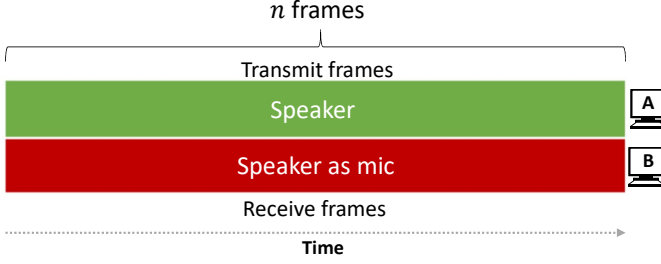 n frames
Transmit frames
Speaker
A
Speaker as mic
B
Receive frames
Time